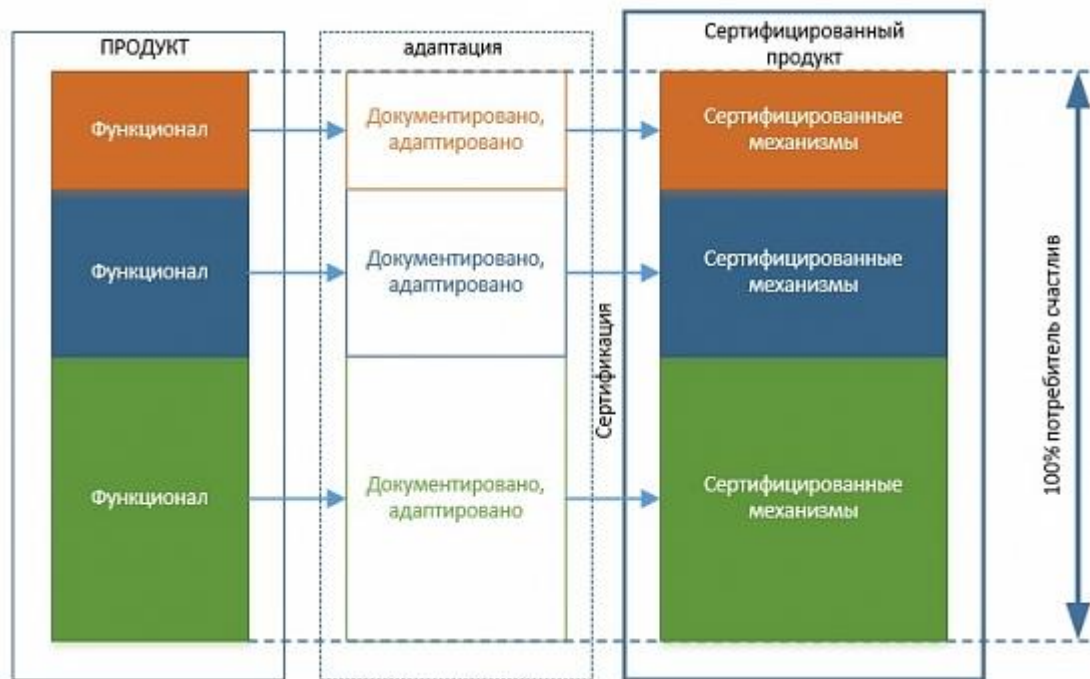 ПРОДУКТ
адаптация
Сертифицированный
продукт
Функционал
Документировано,
адаптировано
Сертифицированные
механизмы
Функционал
Документировано,
адаптировано
Сертифицированные
механизмы
Функционал
Документировано,
адаптировано
Сертифицированные
механизмы
Сертификация
100% потребитель счастлив